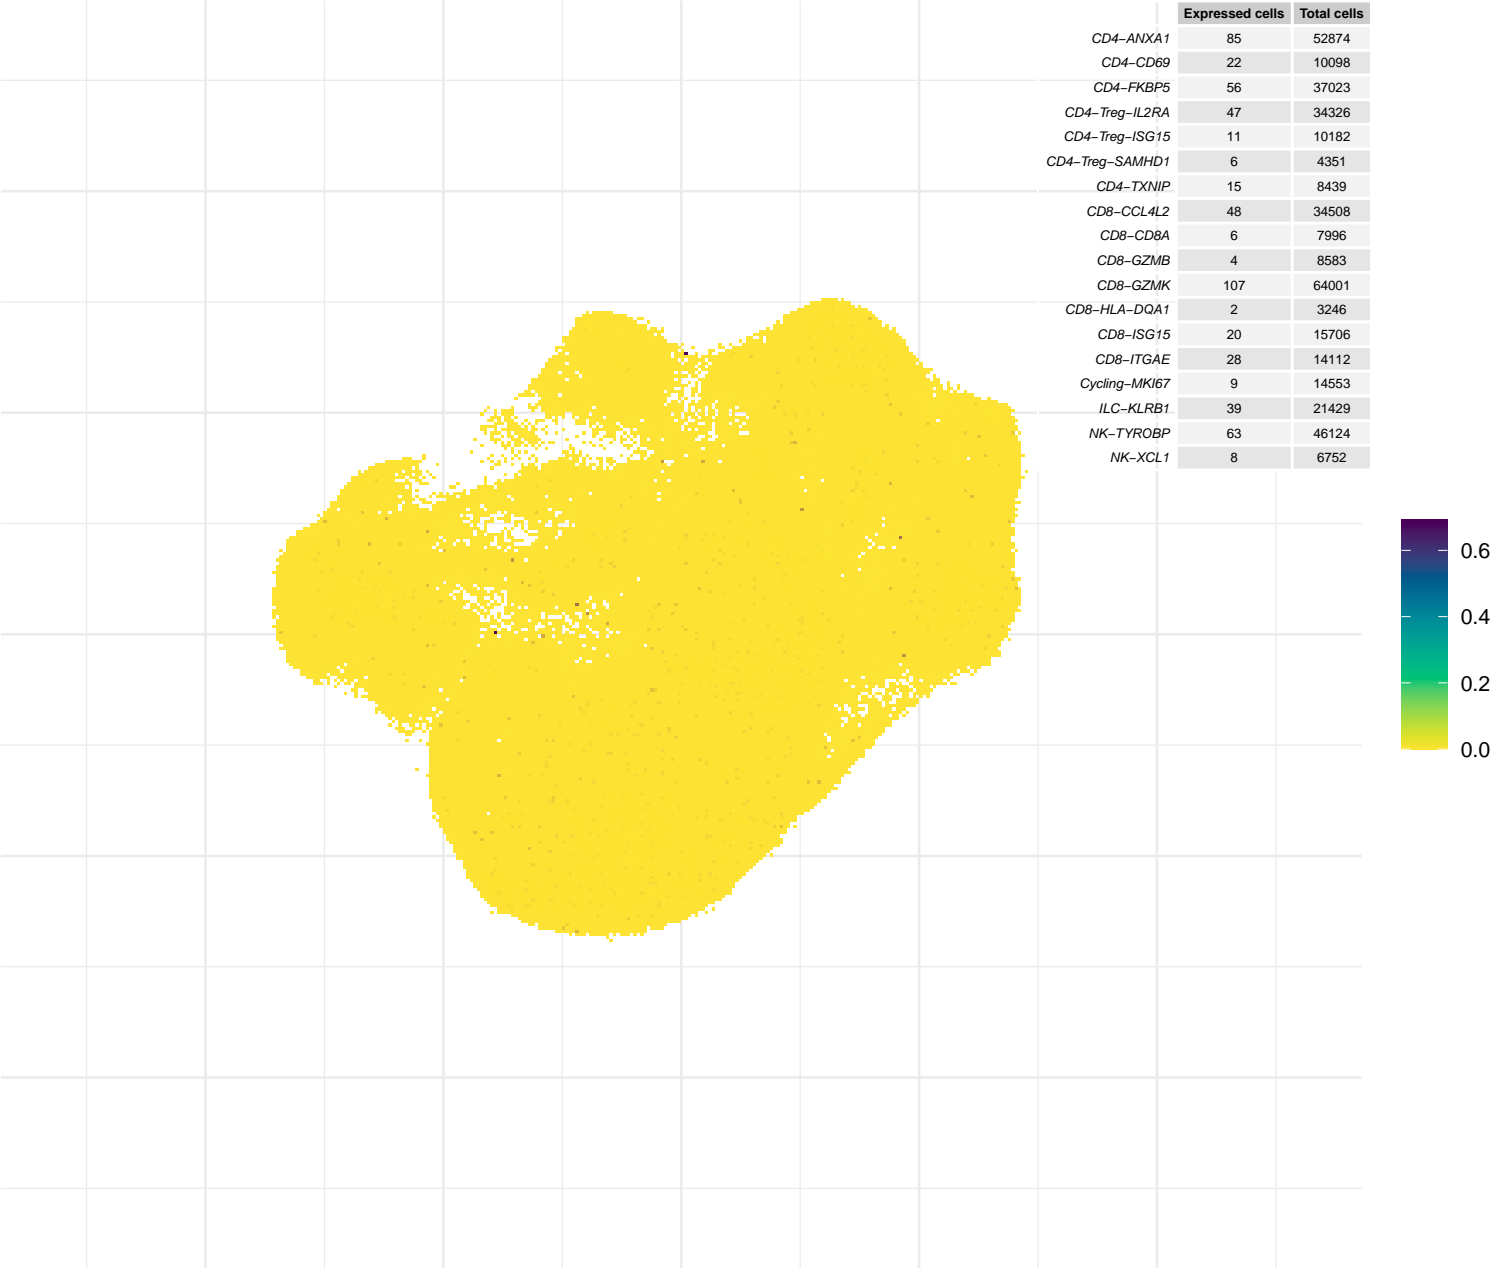 Expressed cells Total cells
CD4−ANXA1 85 52874
CD4−CD69 22 10098
CD4−FKBP5 56 37023
CD4−Treg−IL2RA 47 34326
CD4−Treg−ISG15 11 10182
CD4−Treg−SAMHD1 6 4351
CD4−TXNIP 15 8439
CD8−CCL4L2 48 34508
CD8−CD8A 6 7996
CD8−GZMB 4 8583
CD8−GZMK 107 64001
CD8−HLA−DQA1 2 3246
CD8−ISG15 20 15706
CD8−ITGAE 28 14112
Cycling−MKI67 9 14553
ILC−KLRB1 39 21429
NK−TYROBP 63 46124
NK−XCL1 8 6752
0.6
0.4
0.2
0.0